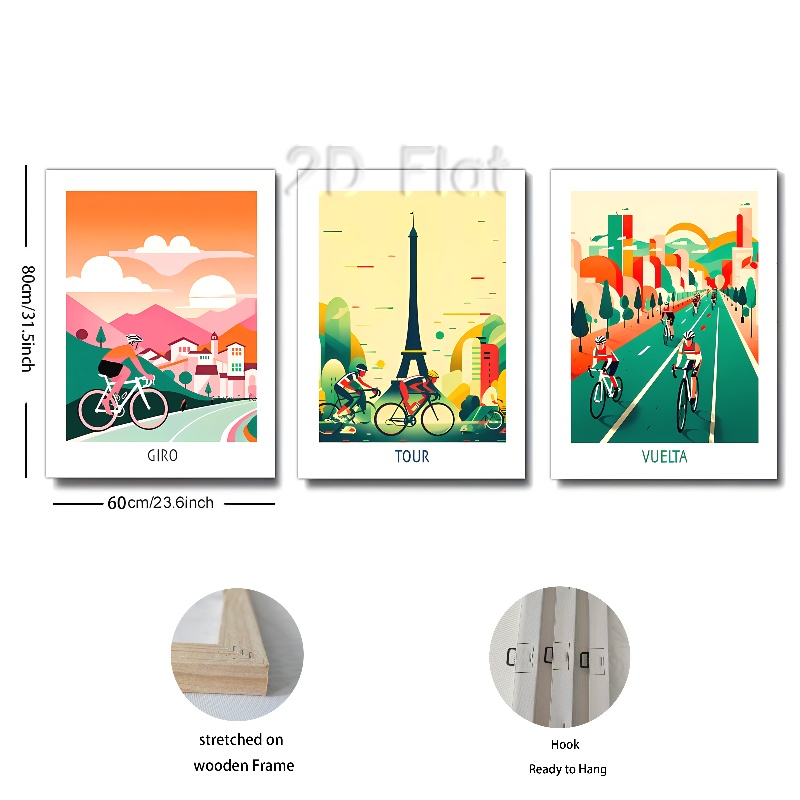 2D Flat
80cm/31.5inch
GIRO
TOUR
VUELTA
60cm/23.6inch
stretched on
wooden Frame
Hook
Ready to Hang